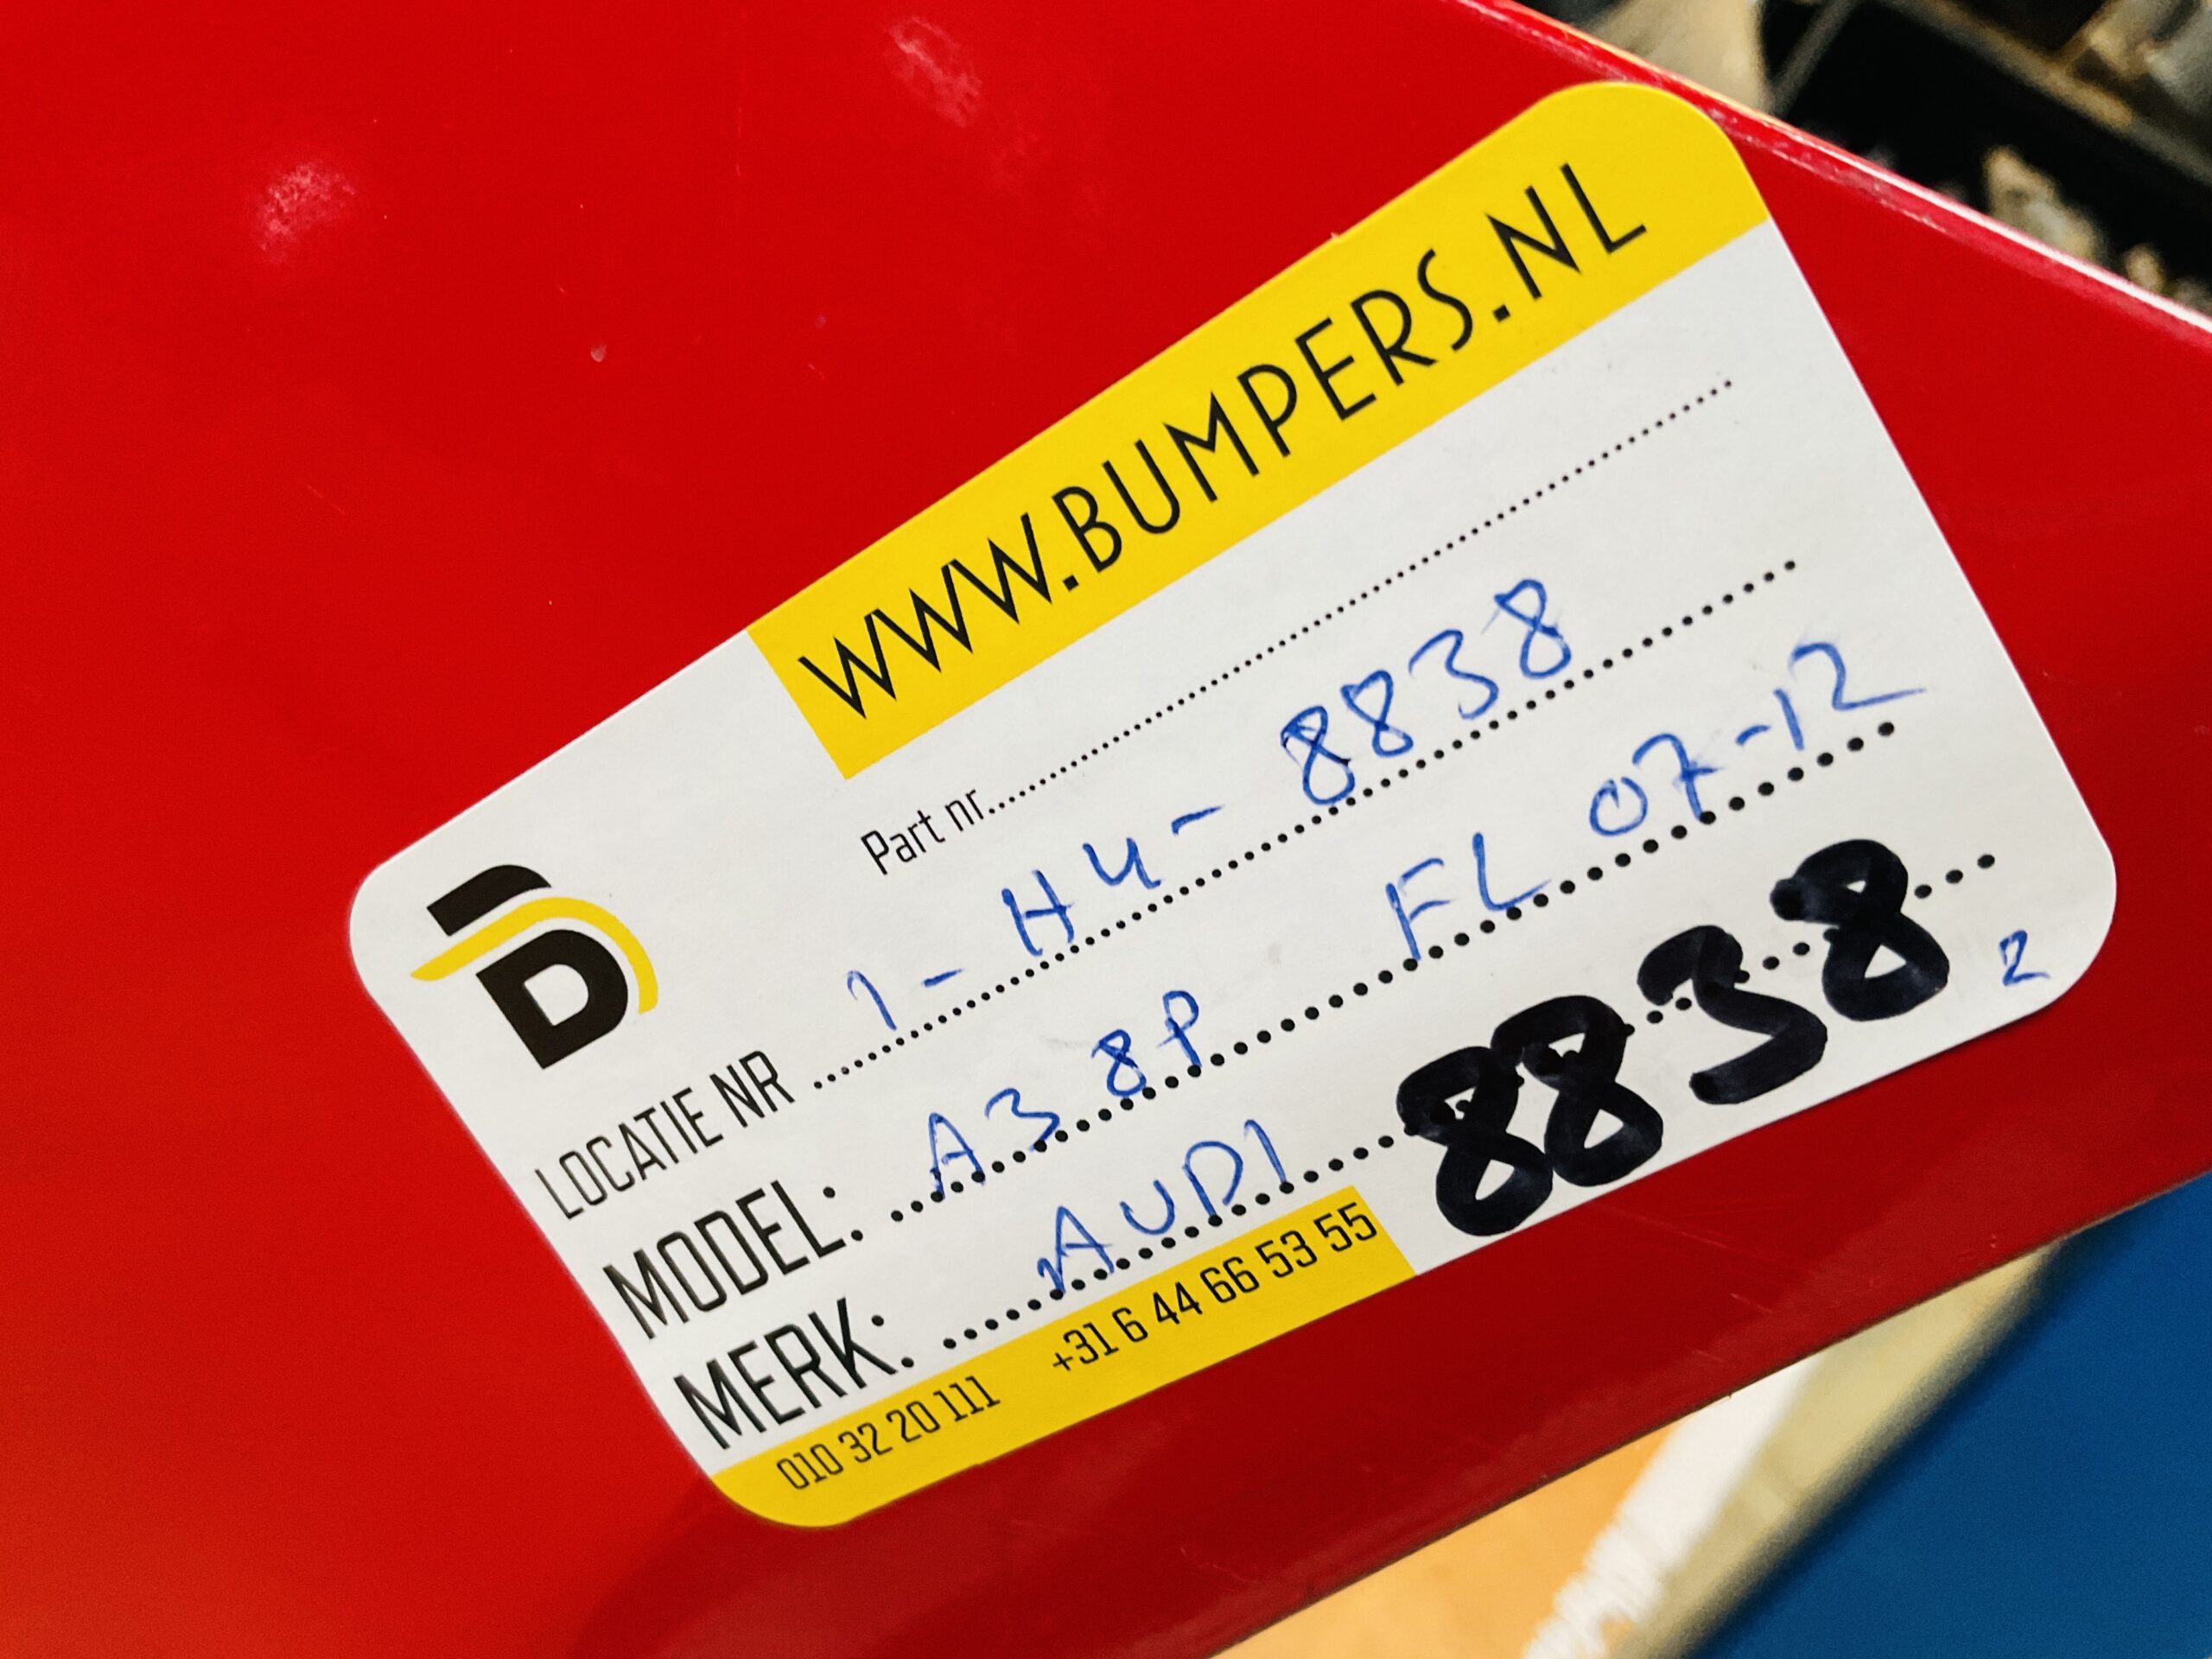 WWW.BUMPERS.NL
Part nr....................
LOCATIE NR 1 - H4 - 8838
MODEL: A3 8P FL 07-12
MERK: AUDI 8838 2
010 32 20 111 +31 6 44 66 53 55